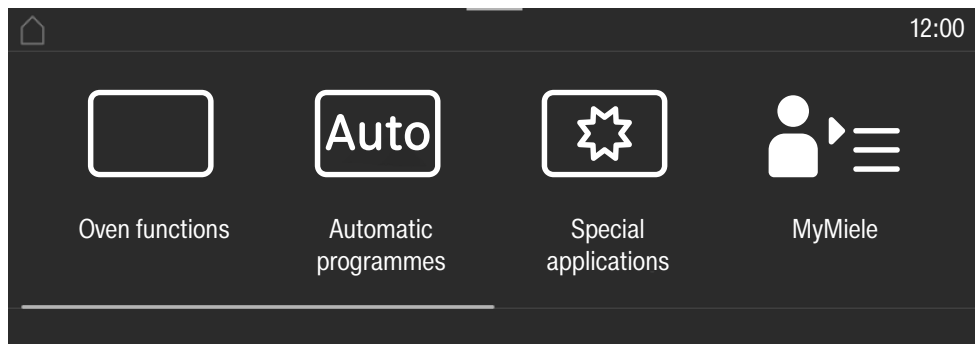 12:00
Auto
Oven functions
Automatic
programmes
Special
applications
MyMiele